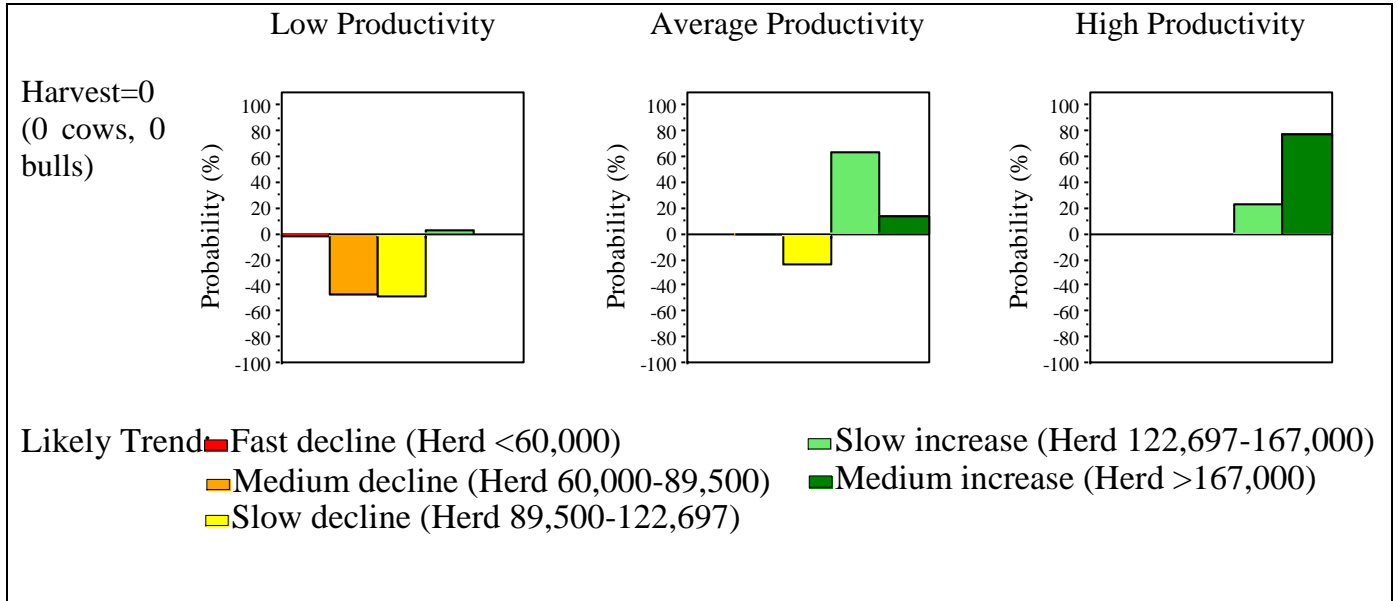 Low Productivity
Average Productivity
High Productivity
Harvest=0
(0 cows, 0
bulls)
Probability (%)
100
80
60
40
20
0
-20
-40
-60
-80
-100
Probability (%)
100
80
60
40
20
0
-20
-40
-60
-80
-100
Probability (%)
100
80
60
40
20
0
-20
-40
-60
-80
-100
Likely Trend:
Fast decline (Herd <60,000)
Medium decline (Herd 60,000-89,500)
Slow decline (Herd 89,500-122,697)
Slow increase (Herd 122,697-167,000)
Medium increase (Herd >167,000)